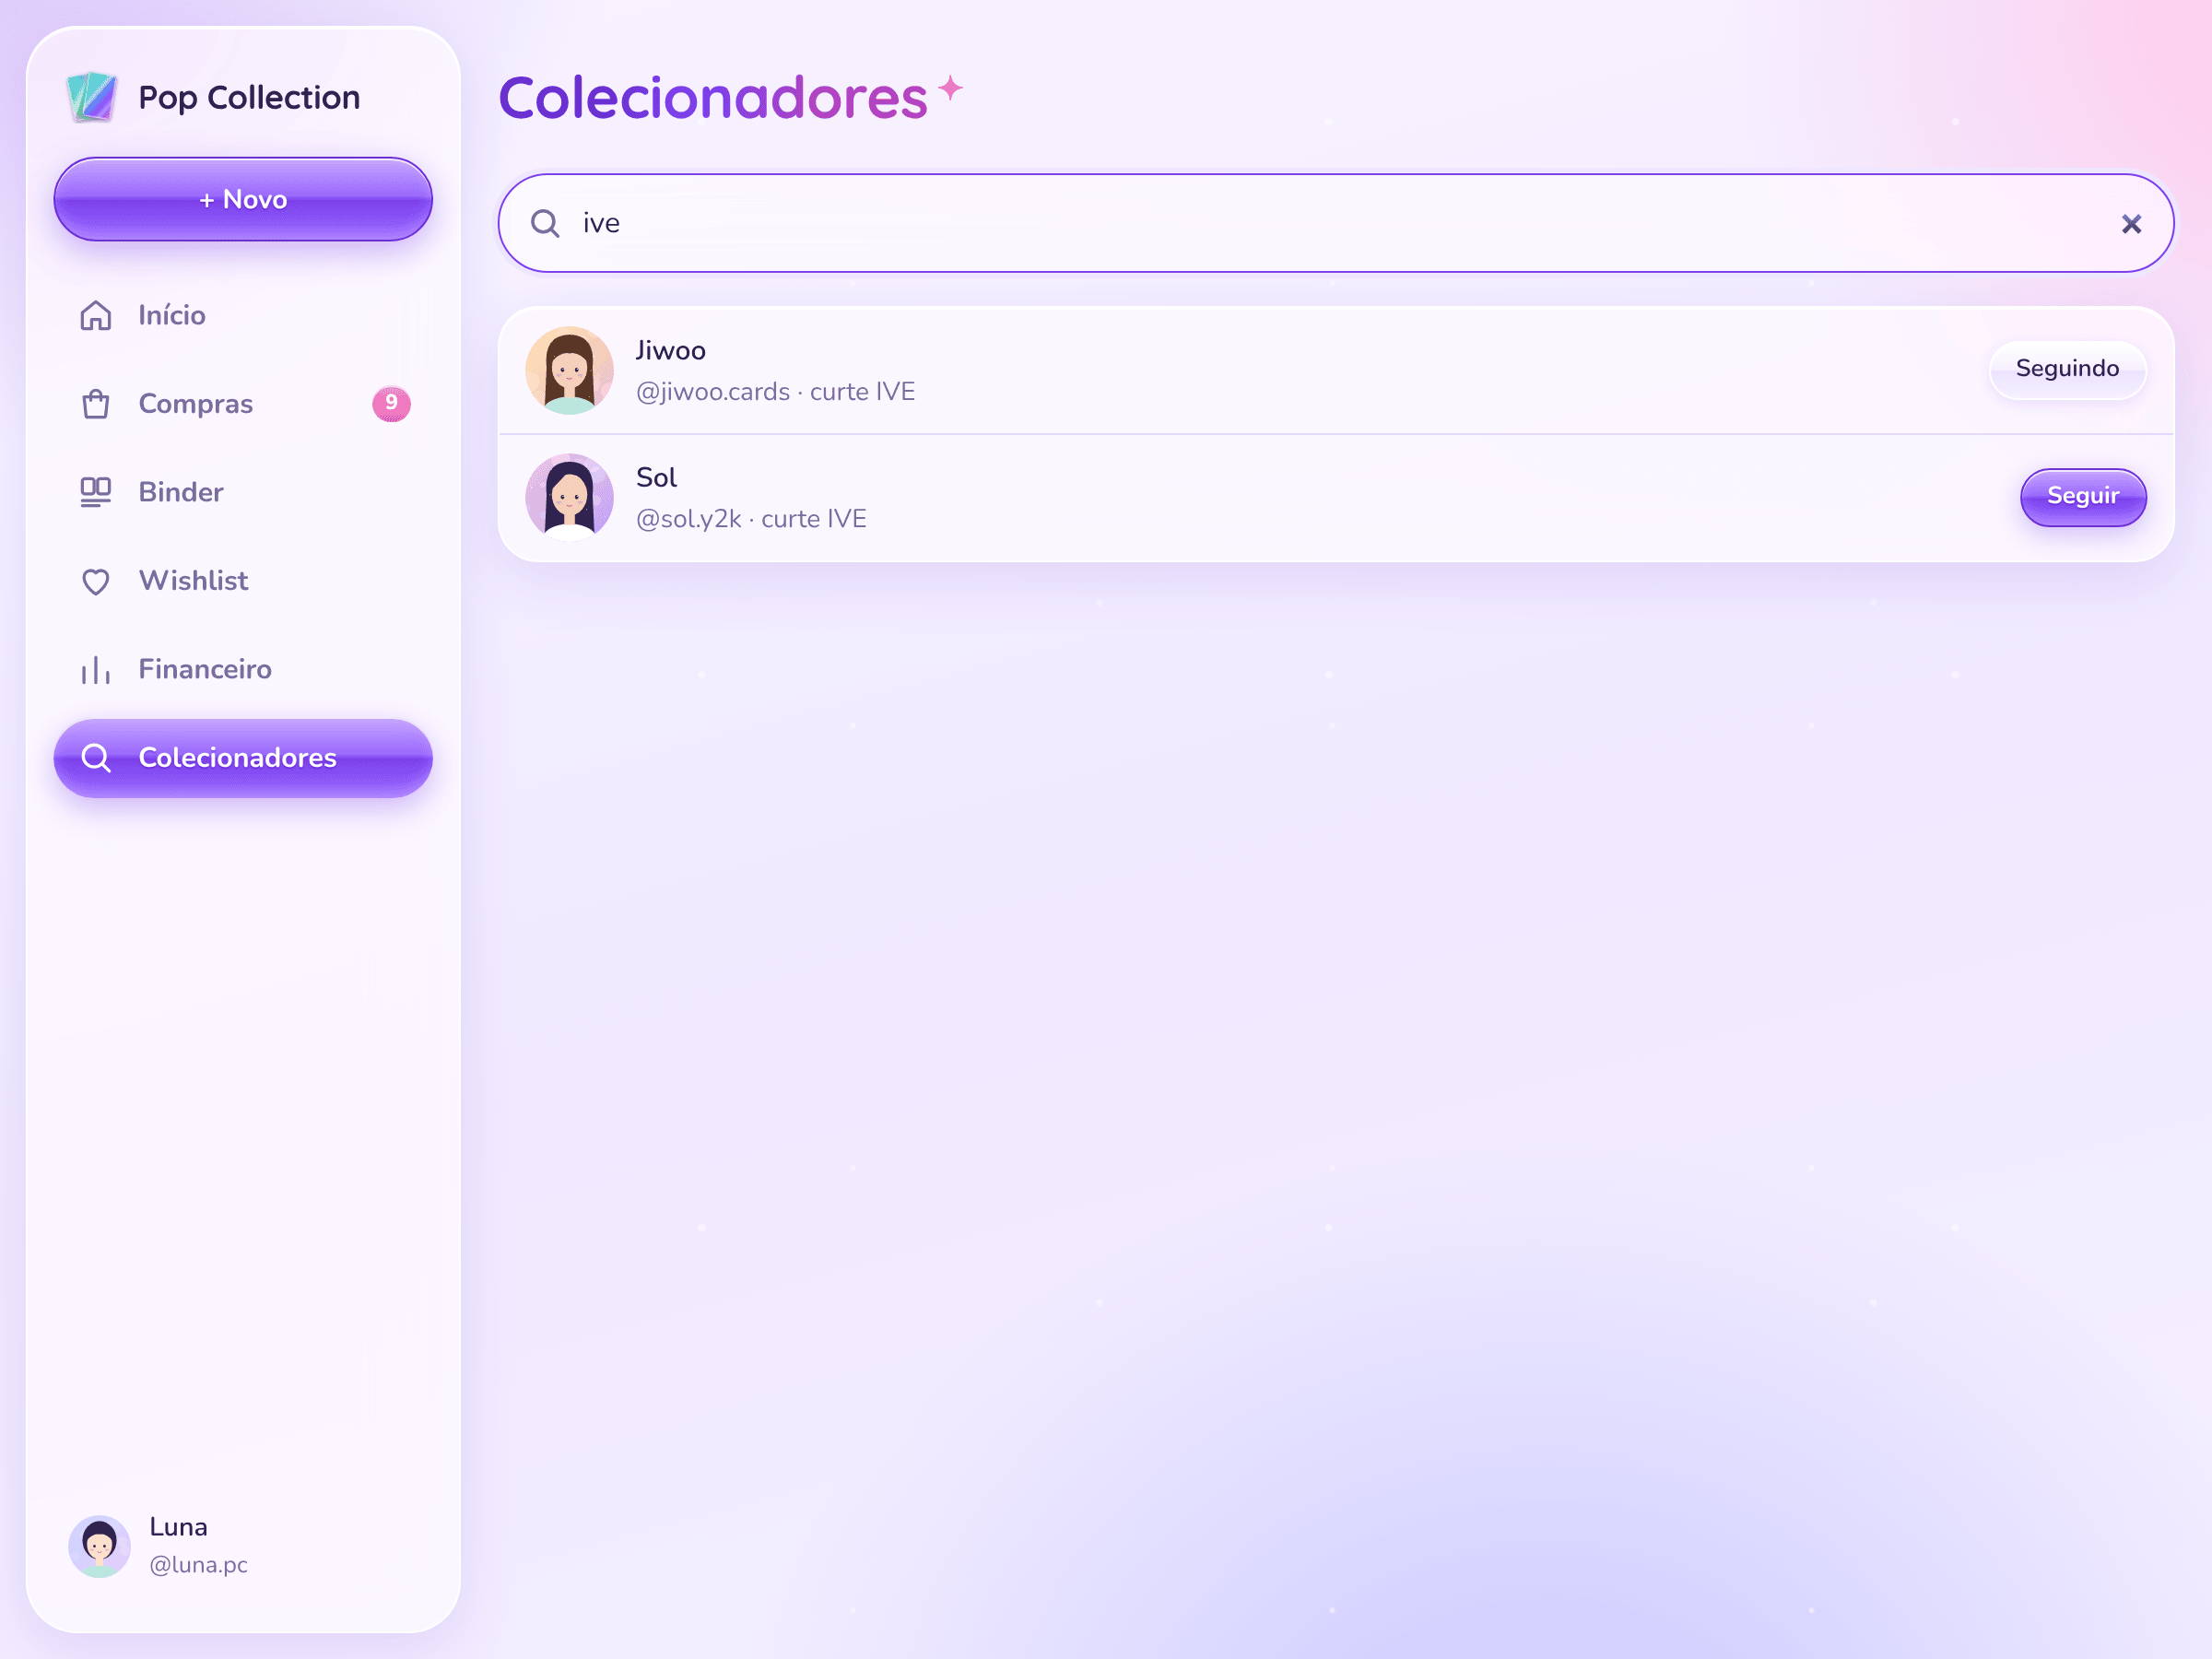 Pop Collection
+ Novo
Início
Compras
9
Binder
Wishlist
Financeiro
Colecionadores
Luna
@luna.pc
Colecionadores
ive
Jiwoo
@jiwoo.cards · curte IVE
Seguindo
Sol
@sol.y2k · curte IVE
Seguir